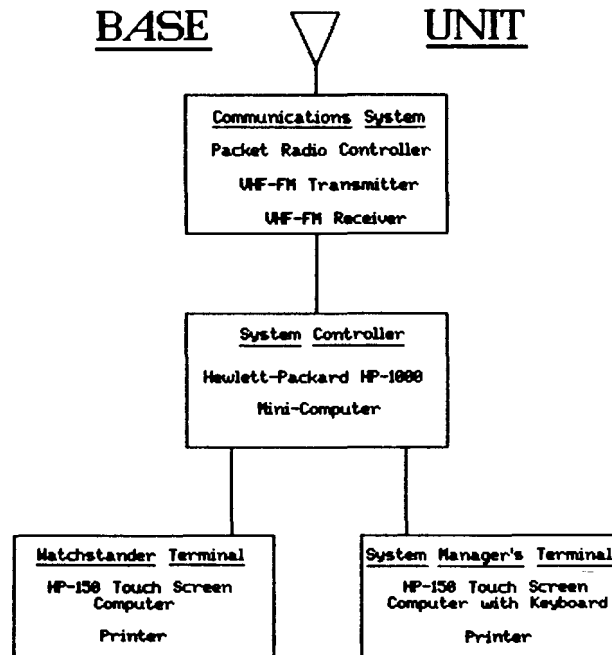 BASE UNIT
Communications System
Packet Radio Controller
VHF-FM Transmitter
VHF-FM Receiver
System Controller
Hewlett-Packard HP-1000
Mini-Computer
Watchstander Terminal
HP-150 Touch Screen
Computer
Printer
System Manager's Terminal
HP-150 Touch Screen
Computer with Keyboard
Printer